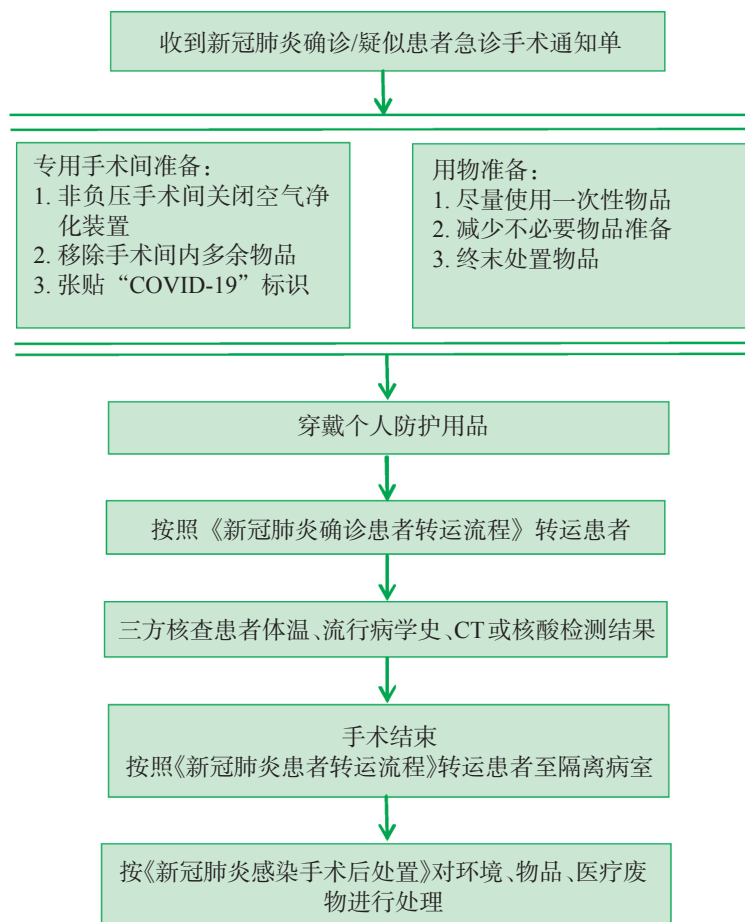 收到新冠肺炎确诊/疑似患者急诊手术通知单
专用手术间准备：
1. 非负压手术间关闭空气净
化装置
2. 移除手术间内多余物品
3. 张贴“COVID-19”标识
用物准备：
1. 尽量使用一次性物品
2. 减少不必要物品准备
3. 终末处置物品
穿戴个人防护用品
按照《新冠肺炎确诊患者转运流程》转运患者
三方核查患者体温、流行病学史、CT或核酸检测结果
手术结束
按照《新冠肺炎患者转运流程》转运患者至隔离病室
按《新冠肺炎感染手术后处置》对环境、物品、医疗废
物进行处理